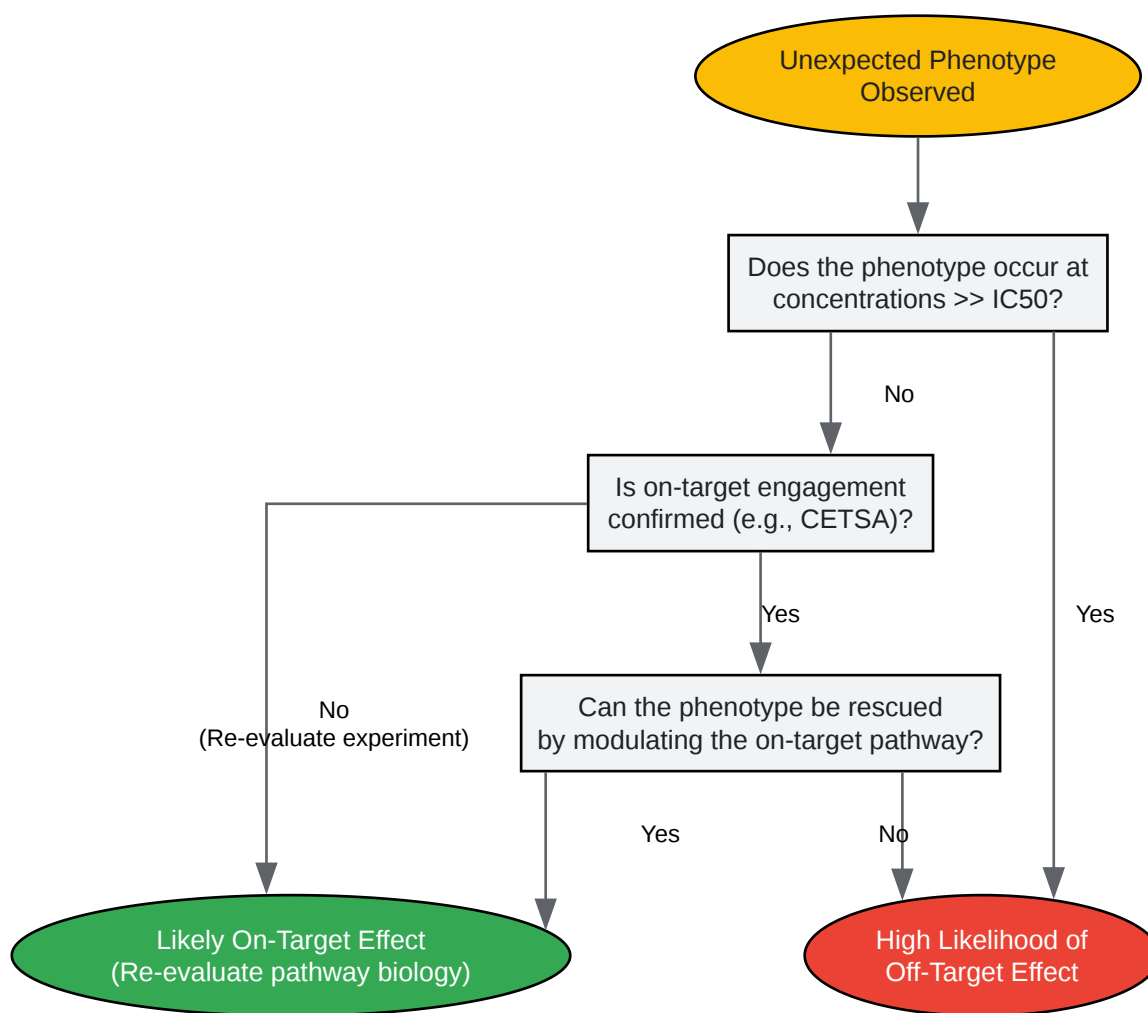 Unexpected Phenotype
Observed
Does the phenotype occur at
concentrations >> IC50?
No
Is on-target engagement
confirmed (e.g., CETSA)?
Yes
Yes
Can the phenotype be rescued
by modulating the on-target pathway?
No
(Re-evaluate experiment)
Yes
No
Likely On-Target Effect
(Re-evaluate pathway biology)
High Likelihood of
Off-Target Effect